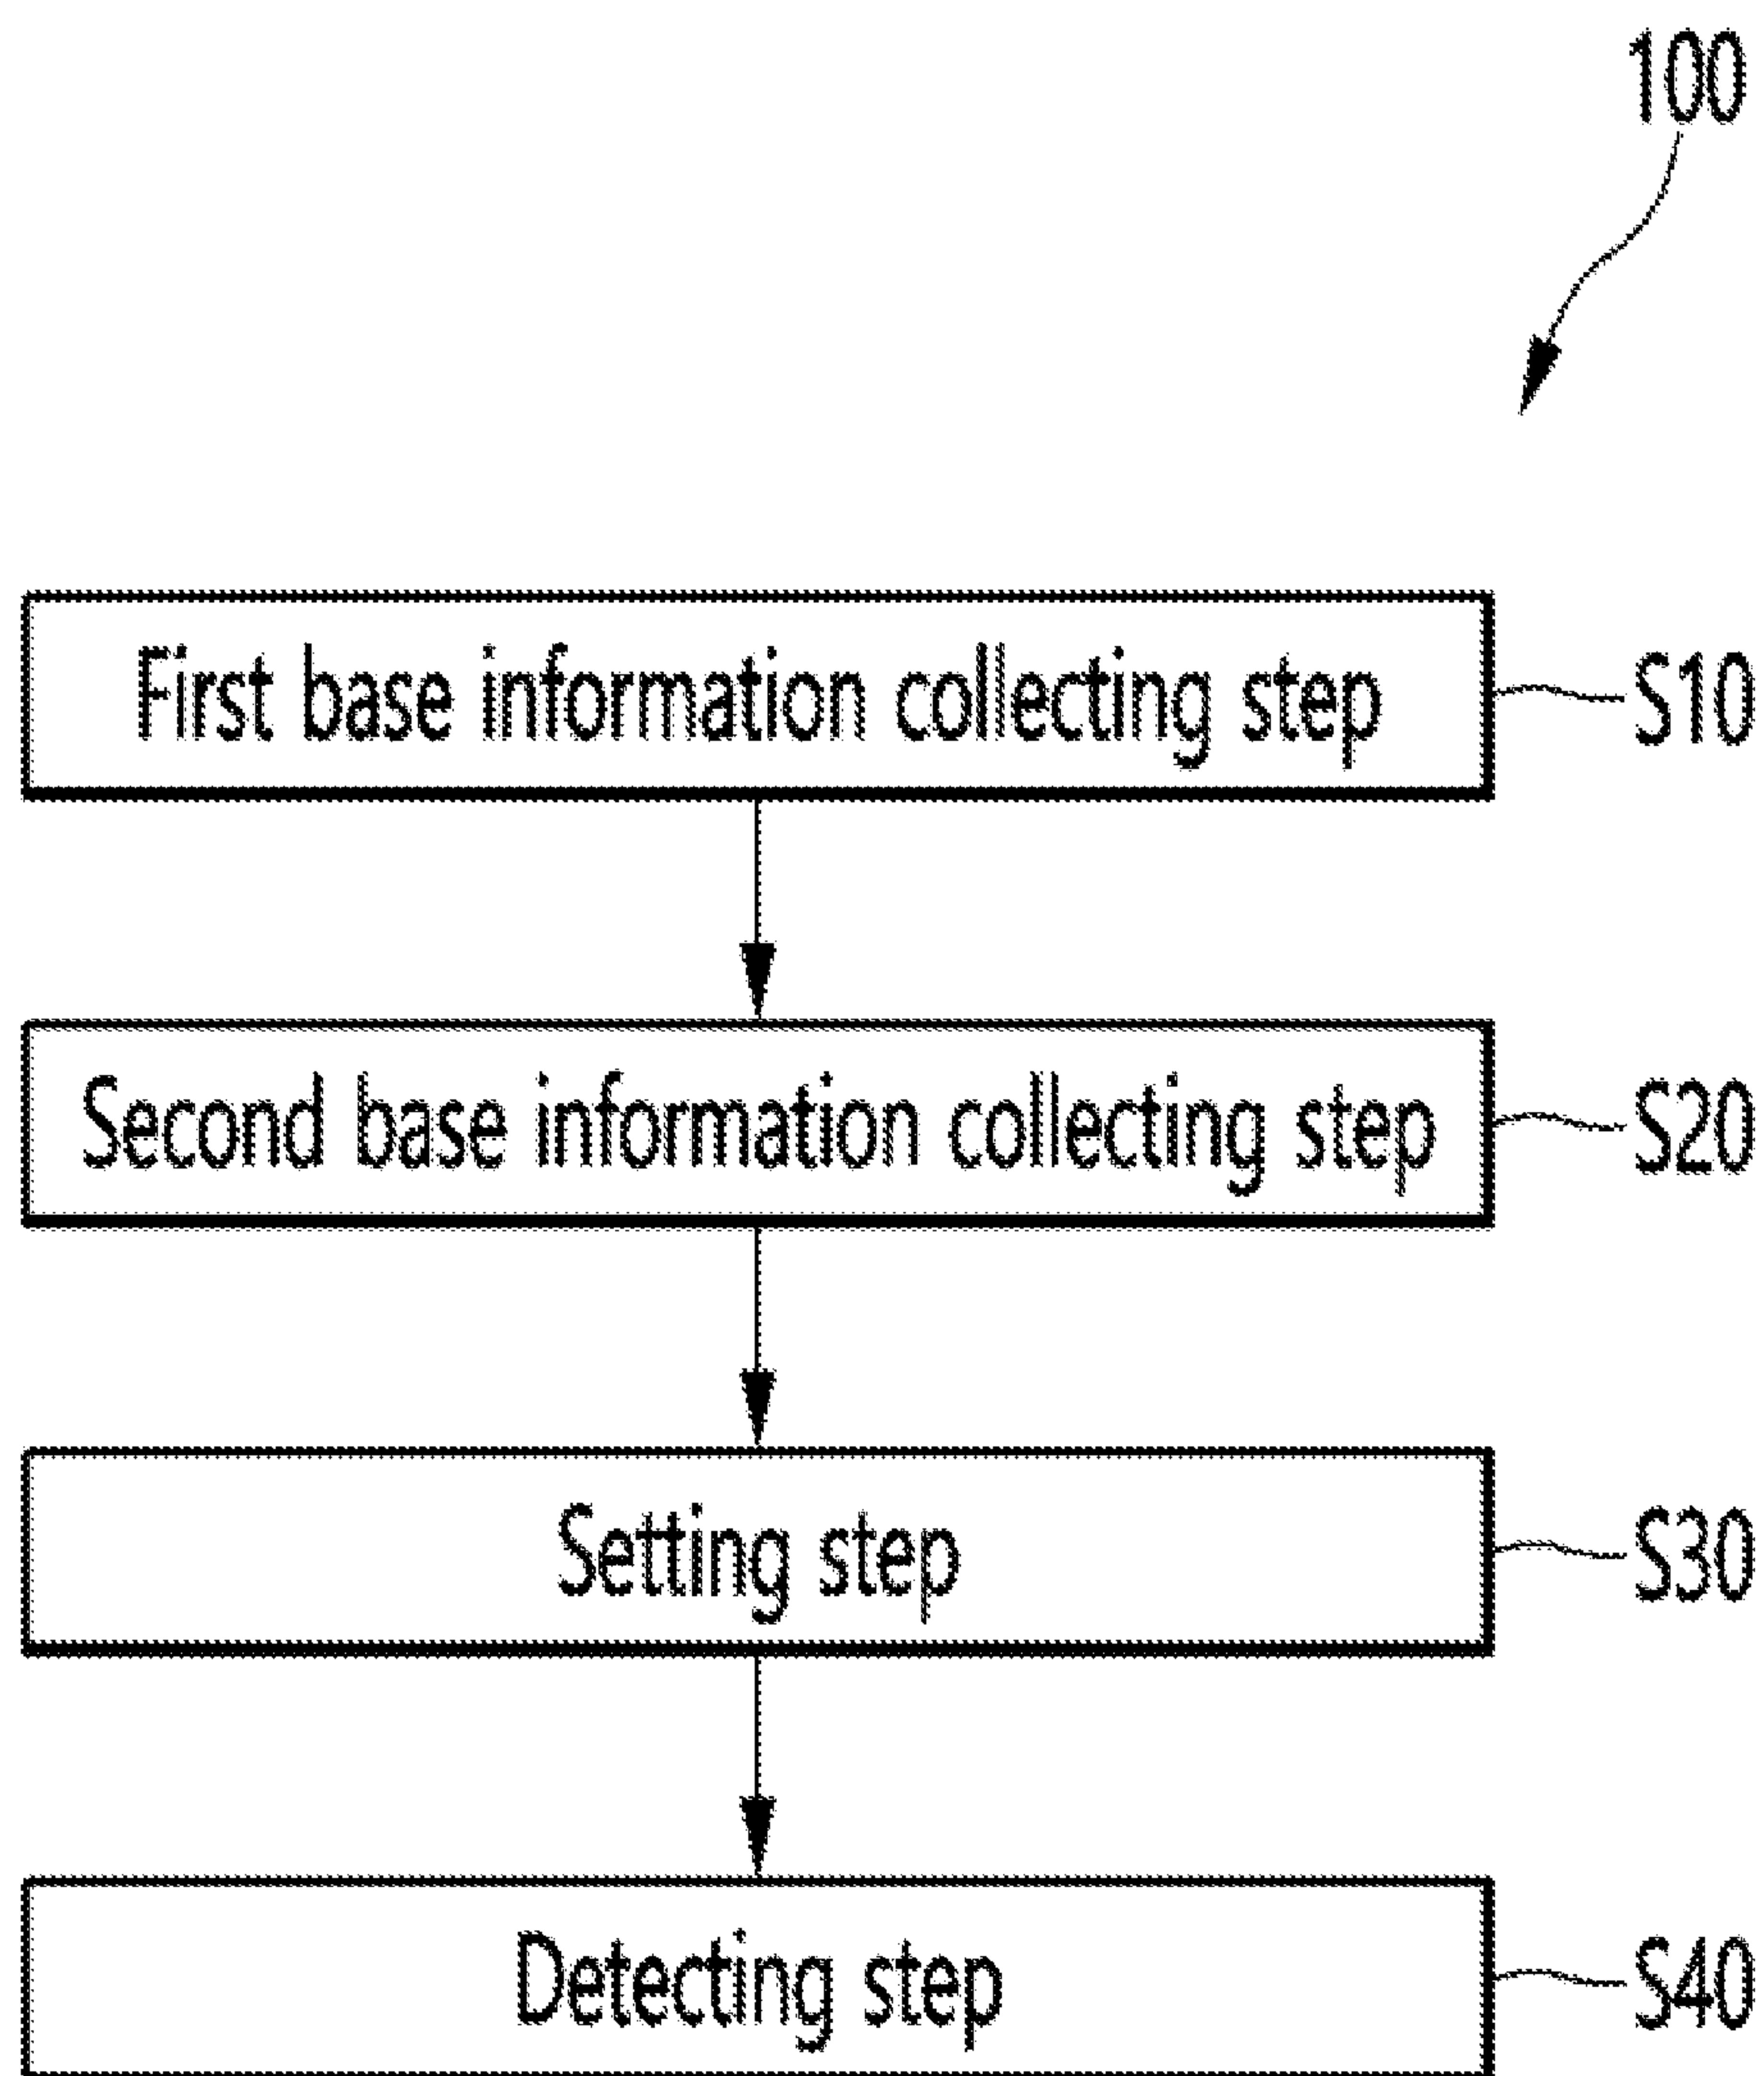 100
First base information collecting step
S10
Second base information collecting step
S20
Setting step
S30
Detecting step
S40